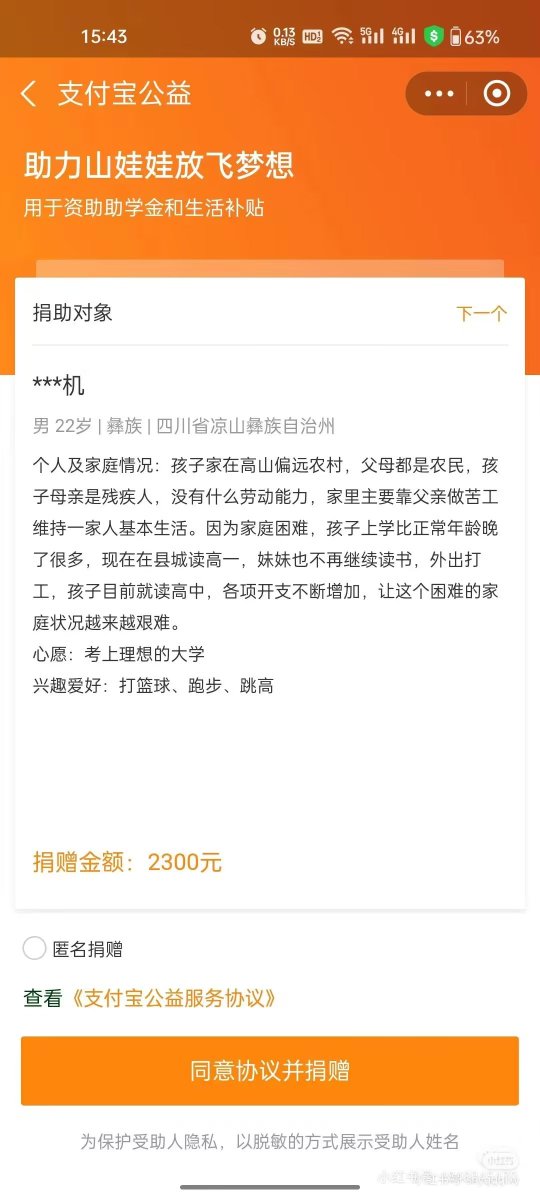 15:43
0.13 KB/S HD 5G 4G 63%
支付宝公益
助力山娃娃放飞梦想
用于资助助学金和生活补贴
捐助对象
下一个
***机
男 22岁 | 彝族 | 四川省凉山彝族自治州
个人及家庭情况：孩子家在高山偏远农村，父母都是农民，孩
子母亲是残疾人，没有什么劳动能力，家里主要靠父亲做苦工
维持一家人基本生活。因为家庭困难，孩子上学比正常年龄晚
了很多，现在在县城读高一，妹妹也不再继续读书，外出打
工，孩子目前就读高中，各项开支不断增加，让这个困难的家
庭状况越来越艰难。
心愿：考上理想的大学
兴趣爱好：打篮球、跑步、跳高
捐赠金额：2300元
匿名捐赠
查看《支付宝公益服务协议》
同意协议并捐赠
为保护受助人隐私，以脱敏的方式展示受助人姓名
小红书